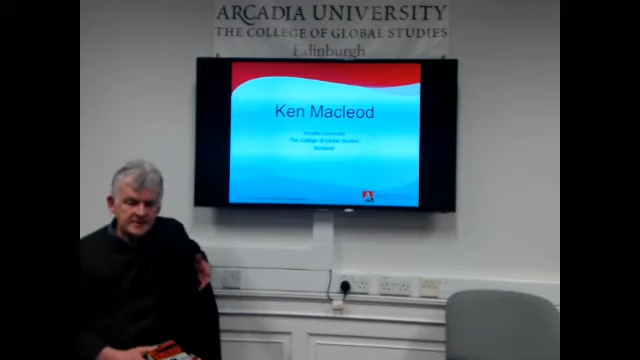 ARCADIA UNIVERSITY
THE COLLEGE OF GLOBAL STUDIES
Edinburgh
Ken Macleod
Arcadia University
The College of Global Studies
Scotland